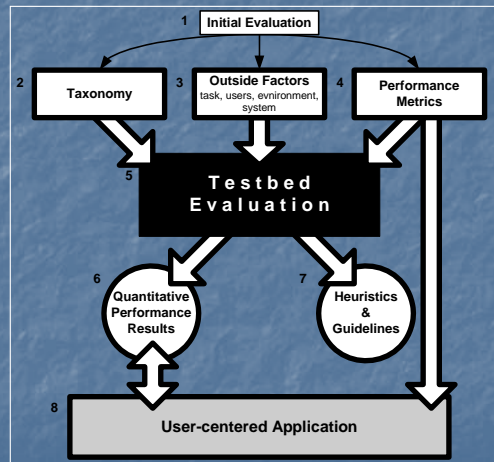 1
Initial Evaluation
2
Taxonomy
3
Outside Factors
task, users, evnironment,
system
4
Performance
Metrics
5
Testbed
Evaluation
6
Quantitative
Performance
Results
7
Heuristics
&
Guidelines
8
User-centered Application